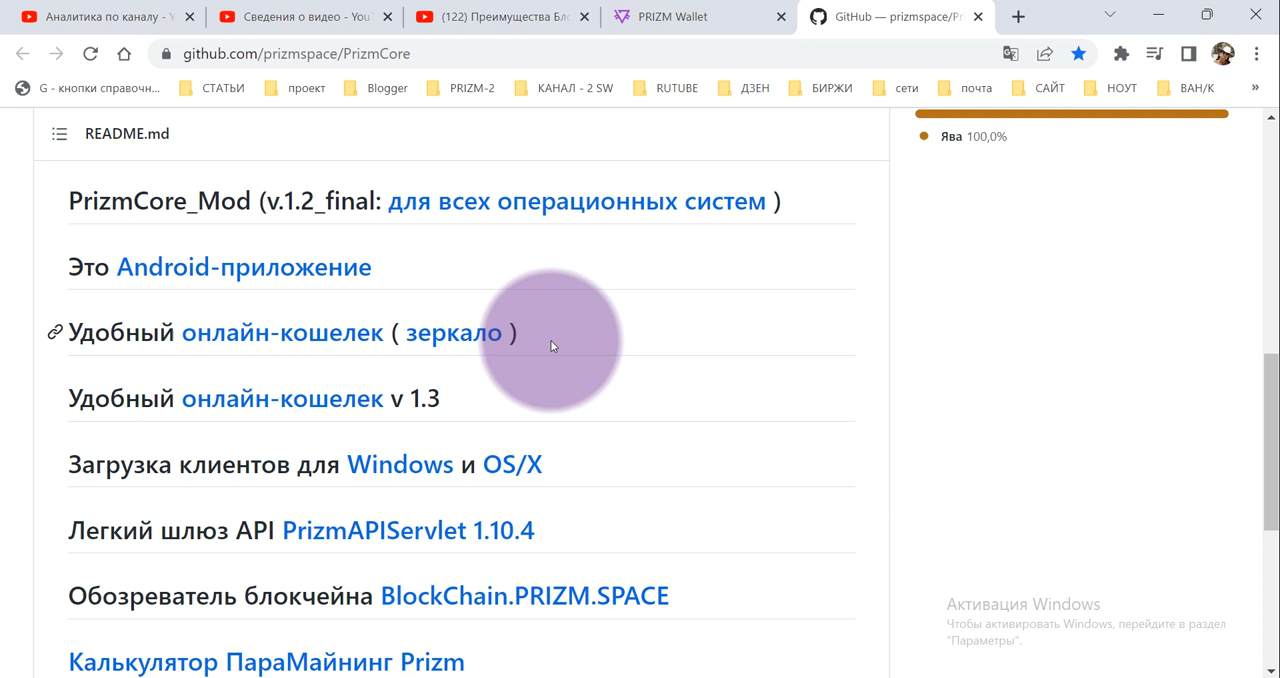 Аналитика по каналу - Y
Сведения о видео - YouT
(122) Преимущества Бло
PRIZM Wallet
GitHub — prizmspace/Pr
github.com/prizmspace/PrizmCore
G - кнопки справочн...
СТАТЬИ
проект
Blogger
PRIZM-2
КАНАЛ - 2 SW
RUTUBE
ДЗЕН
БИРЖИ
сети
почта
САЙТ
НОУТ
ВАН/К
»
README.md
Ява 100,0%
PrizmCore_Mod (v.1.2_final: для всех операционных систем )
Это Android-приложение
Удобный онлайн-кошелек ( зеркало )
Удобный онлайн-кошелек v 1.3
Загрузка клиентов для Windows и OS/X
Легкий шлюз API PrizmAPIServlet 1.10.4
Обозреватель блокчейна BlockChain.PRIZM.SPACE
Калькулятор ПараМайнинг Prizm
Активация Windows
Чтобы активировать Windows, перейдите в раздел
"Параметры".